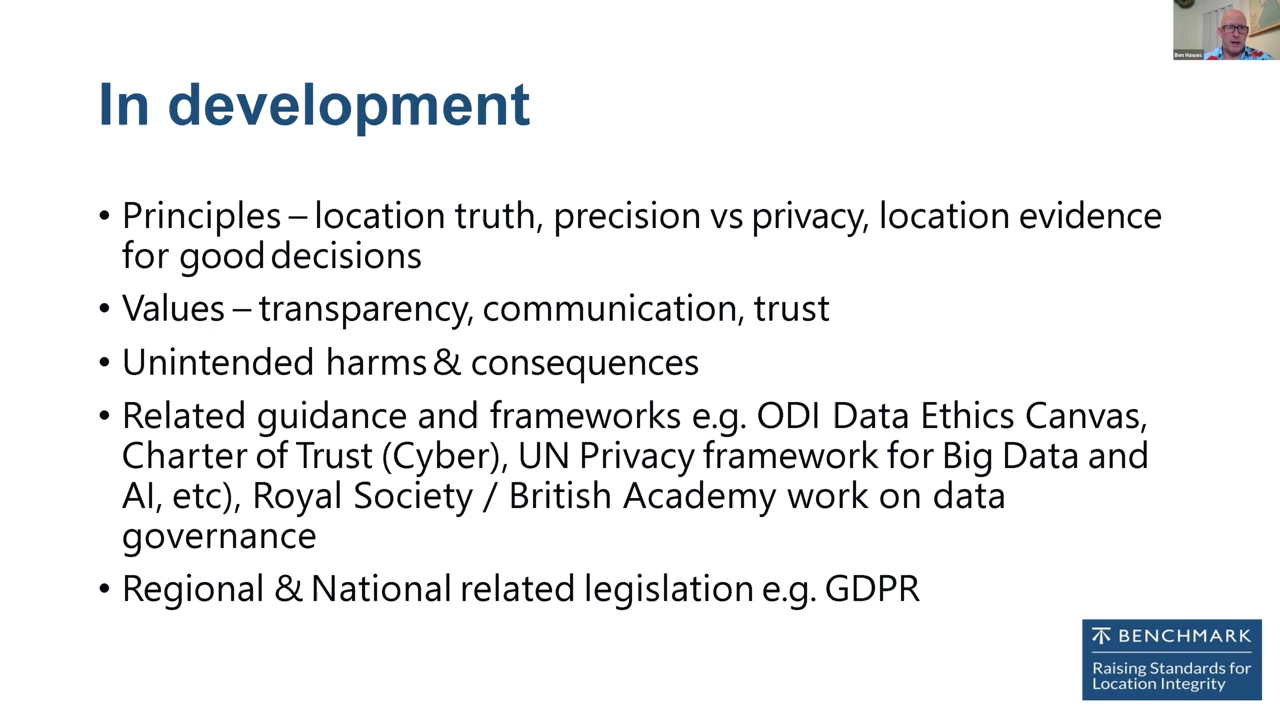 Ben Hawes
In development
• Principles – location truth, precision vs privacy, location evidence
for good decisions
• Values – transparency, communication, trust
• Unintended harms & consequences
• Related guidance and frameworks e.g. ODI Data Ethics Canvas,
Charter of Trust (Cyber), UN Privacy framework for Big Data and
AI, etc), Royal Society / British Academy work on data
governance
• Regional & National related legislation e.g. GDPR
BENCHMARK
Raising Standards for
Location Integrity